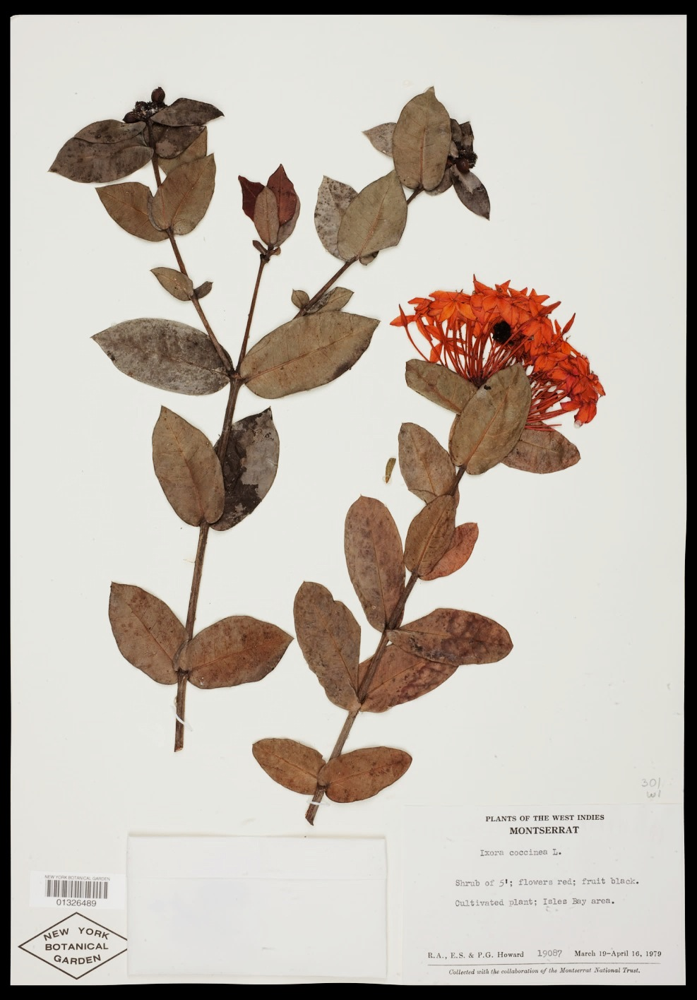 301
W1
PLANTS OF THE WEST INDIES
MONTSERRAT
Ixora coccinea L.
Shrub of 5'; flowers red; fruit black.
Cultivated plant; Isles Bay area.
R.A., E.S. & P.G. Howard 19087 March 19–April 16, 1979
Collected with the collaboration of the Montserrat National Trust.
NEW YORK BOTANICAL GARDEN
01326489
NEW YORK
BOTANICAL
GARDEN